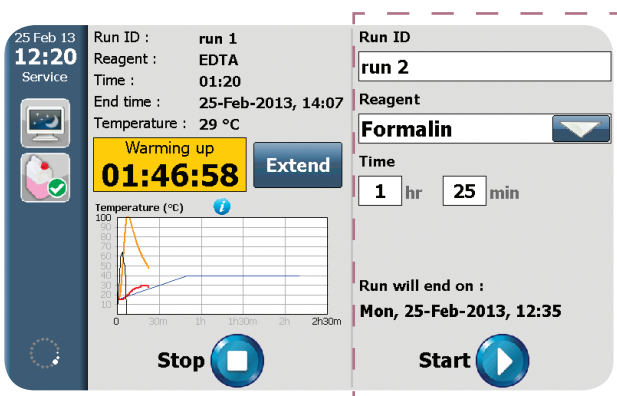 25 Feb 13
12:20
Service
Run ID : run 1
Reagent : EDTA
Time : 01:20
End time : 25-Feb-2013, 14:07
Temperature : 29 °C
Warming up
01:46:58
Extend
Temperature (°C)
i
100
90
80
70
60
50
40
30
20
10
0 30m 1h 1h30m 2h 2h30m
Stop
Run ID
run 2
Reagent
Formalin
Time
1 hr 25 min
Run will end on :
Mon, 25-Feb-2013, 12:35
Start